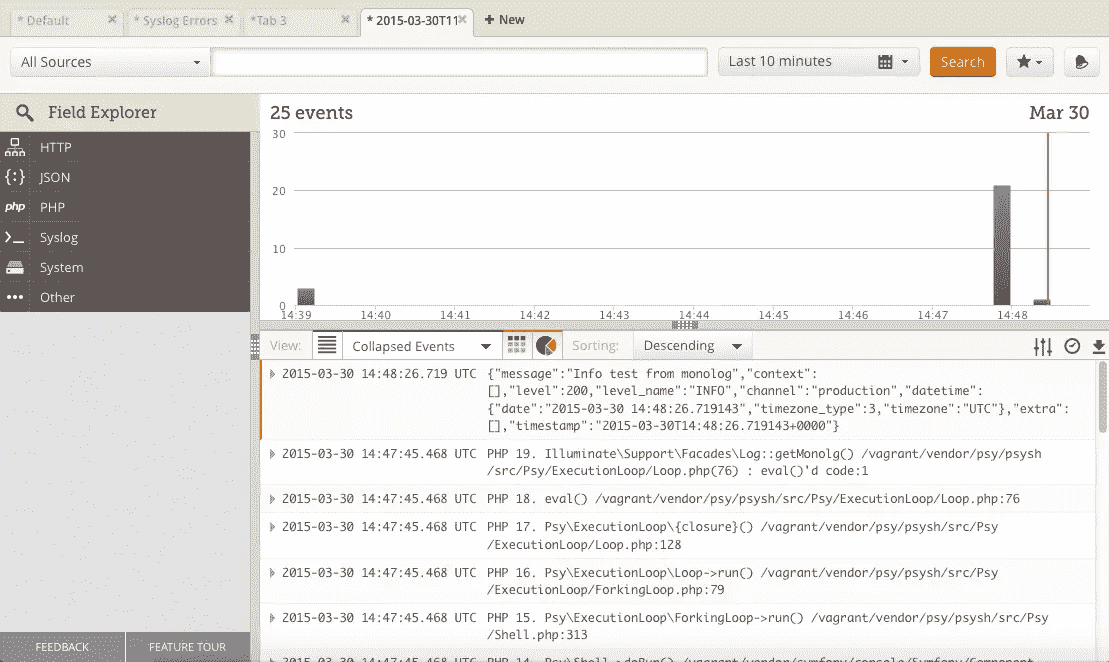 * Default
* Syslog Errors
*Tab 3
* 2015-03-30T11
+ New
All Sources
Last 10 minutes
Search
Field Explorer
HTTP
{:} JSON
php PHP
Syslog
System
Other
FEEDBACK
FEATURE TOUR
25 events
Mar 30
30
20
10
0
14:39 14:40 14:41 14:42 14:43 14:44 14:45 14:46 14:47 14:48
View: Collapsed Events Sorting: Descending
2015-03-30 14:48:26.719 UTC {"message":"Info test from monolog","context":
[],"level":200,"level_name":"INFO","channel":"production","datetime":
{"date":"2015-03-30 14:48:26.719143","timezone_type":3,"timezone":"UTC"},"extra":
[],"timestamp":"2015-03-30T14:48:26.719143+0000"}
2015-03-30 14:47:45.468 UTC PHP 19. Illuminate\Support\Facades\Log::getMonolg() /vagrant/vendor/psy/psysh
/src/Psy/ExecutionLoop/Loop.php(76) : eval()'d code:1
2015-03-30 14:47:45.468 UTC PHP 18. eval() /vagrant/vendor/psy/psysh/src/Psy/ExecutionLoop/Loop.php:76
2015-03-30 14:47:45.468 UTC PHP 17. Psy\ExecutionLoop\{closure}() /vagrant/vendor/psy/psysh/src/Psy
/ExecutionLoop/Loop.php:128
2015-03-30 14:47:45.468 UTC PHP 16. Psy\ExecutionLoop\Loop->run() /vagrant/vendor/psy/psysh/src/Psy
/ExecutionLoop/ForkingLoop.php:79
2015-03-30 14:47:45.468 UTC PHP 15. Psy\ExecutionLoop\ForkingLoop->run() /vagrant/vendor/psy/psysh/src/Psy
/Shell.php:313